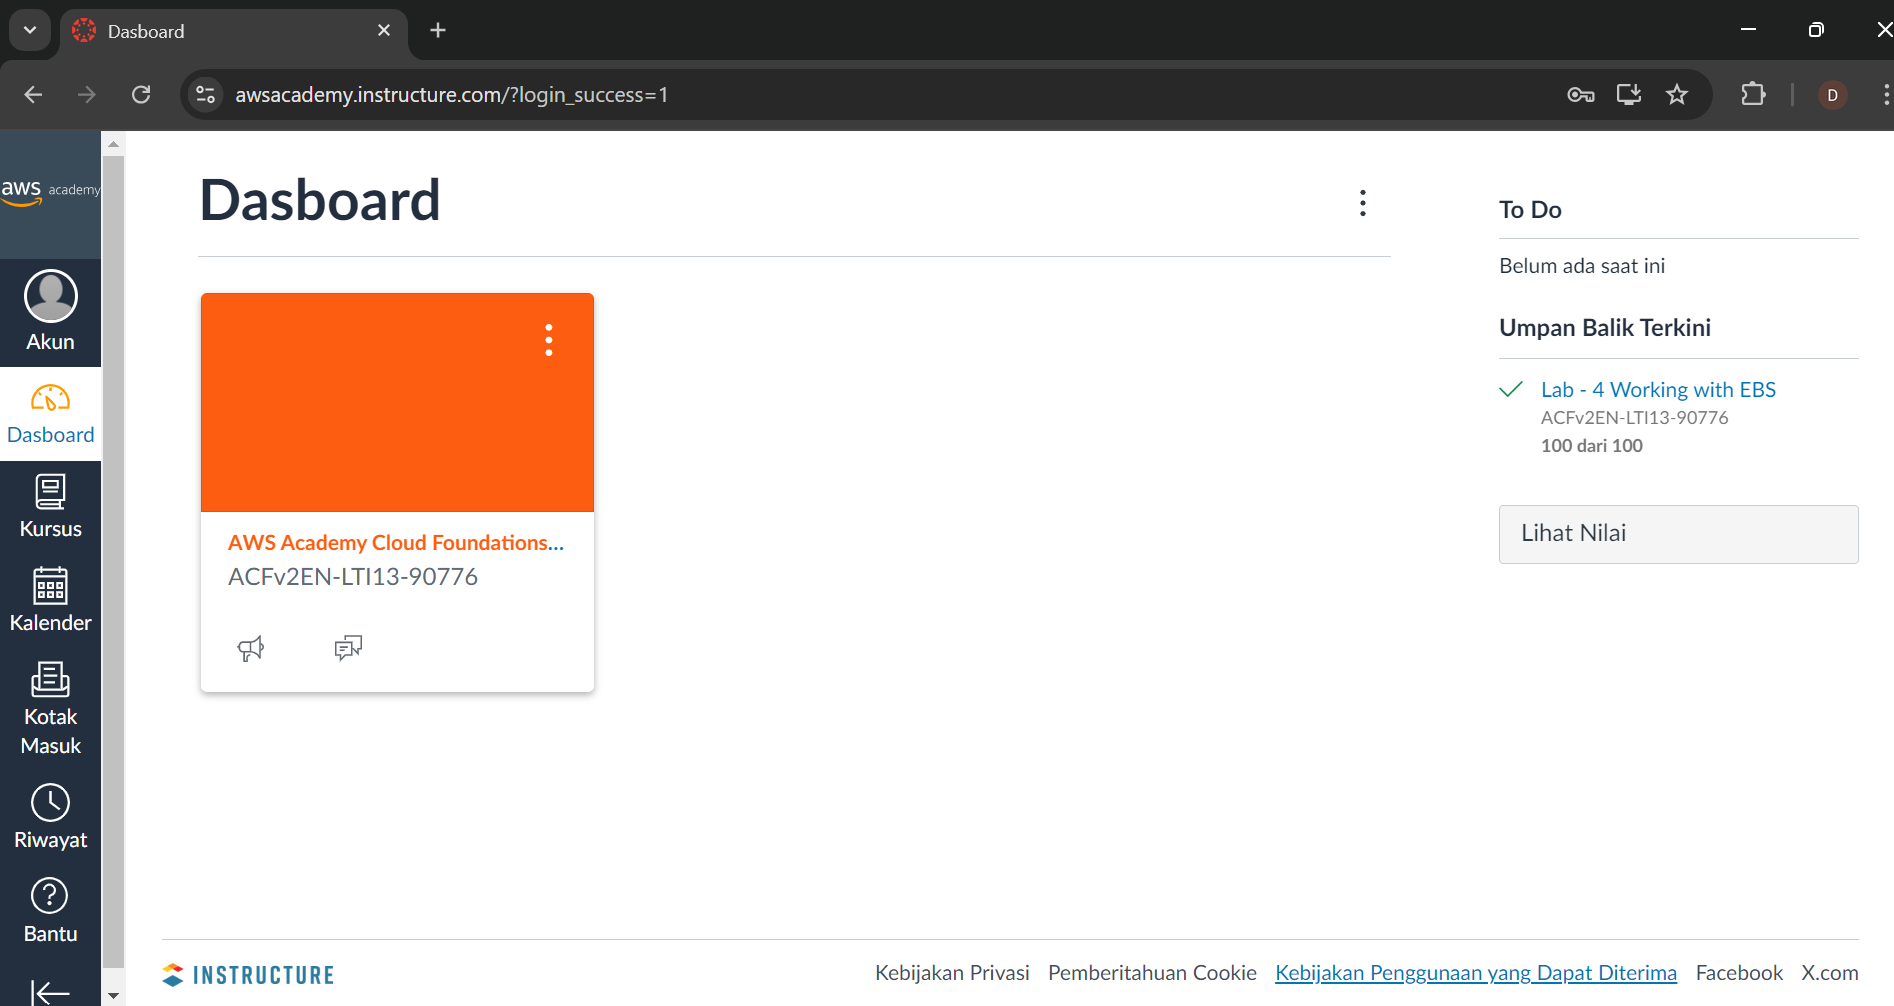 Dasboard
awsacademy.instructure.com/?login_success=1
D
aws academy
Akun
Dasboard
Kursus
Kalender
Kotak
Masuk
Riwayat
Bantu
Dasboard
AWS Academy Cloud Foundations...
ACFv2EN-LTI13-90776
To Do
Belum ada saat ini
Umpan Balik Terkini
Lab - 4 Working with EBS
ACFv2EN-LTI13-90776
100 dari 100
Lihat Nilai
INSTRUCTURE
Kebijakan Privasi Pemberitahuan Cookie Kebijakan Penggunaan yang Dapat Diterima Facebook X.com